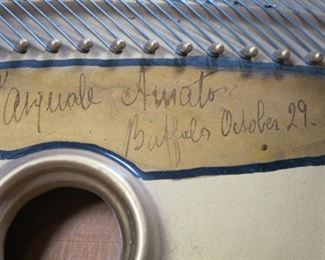 Pasquale Amato
Buffalo October 29-